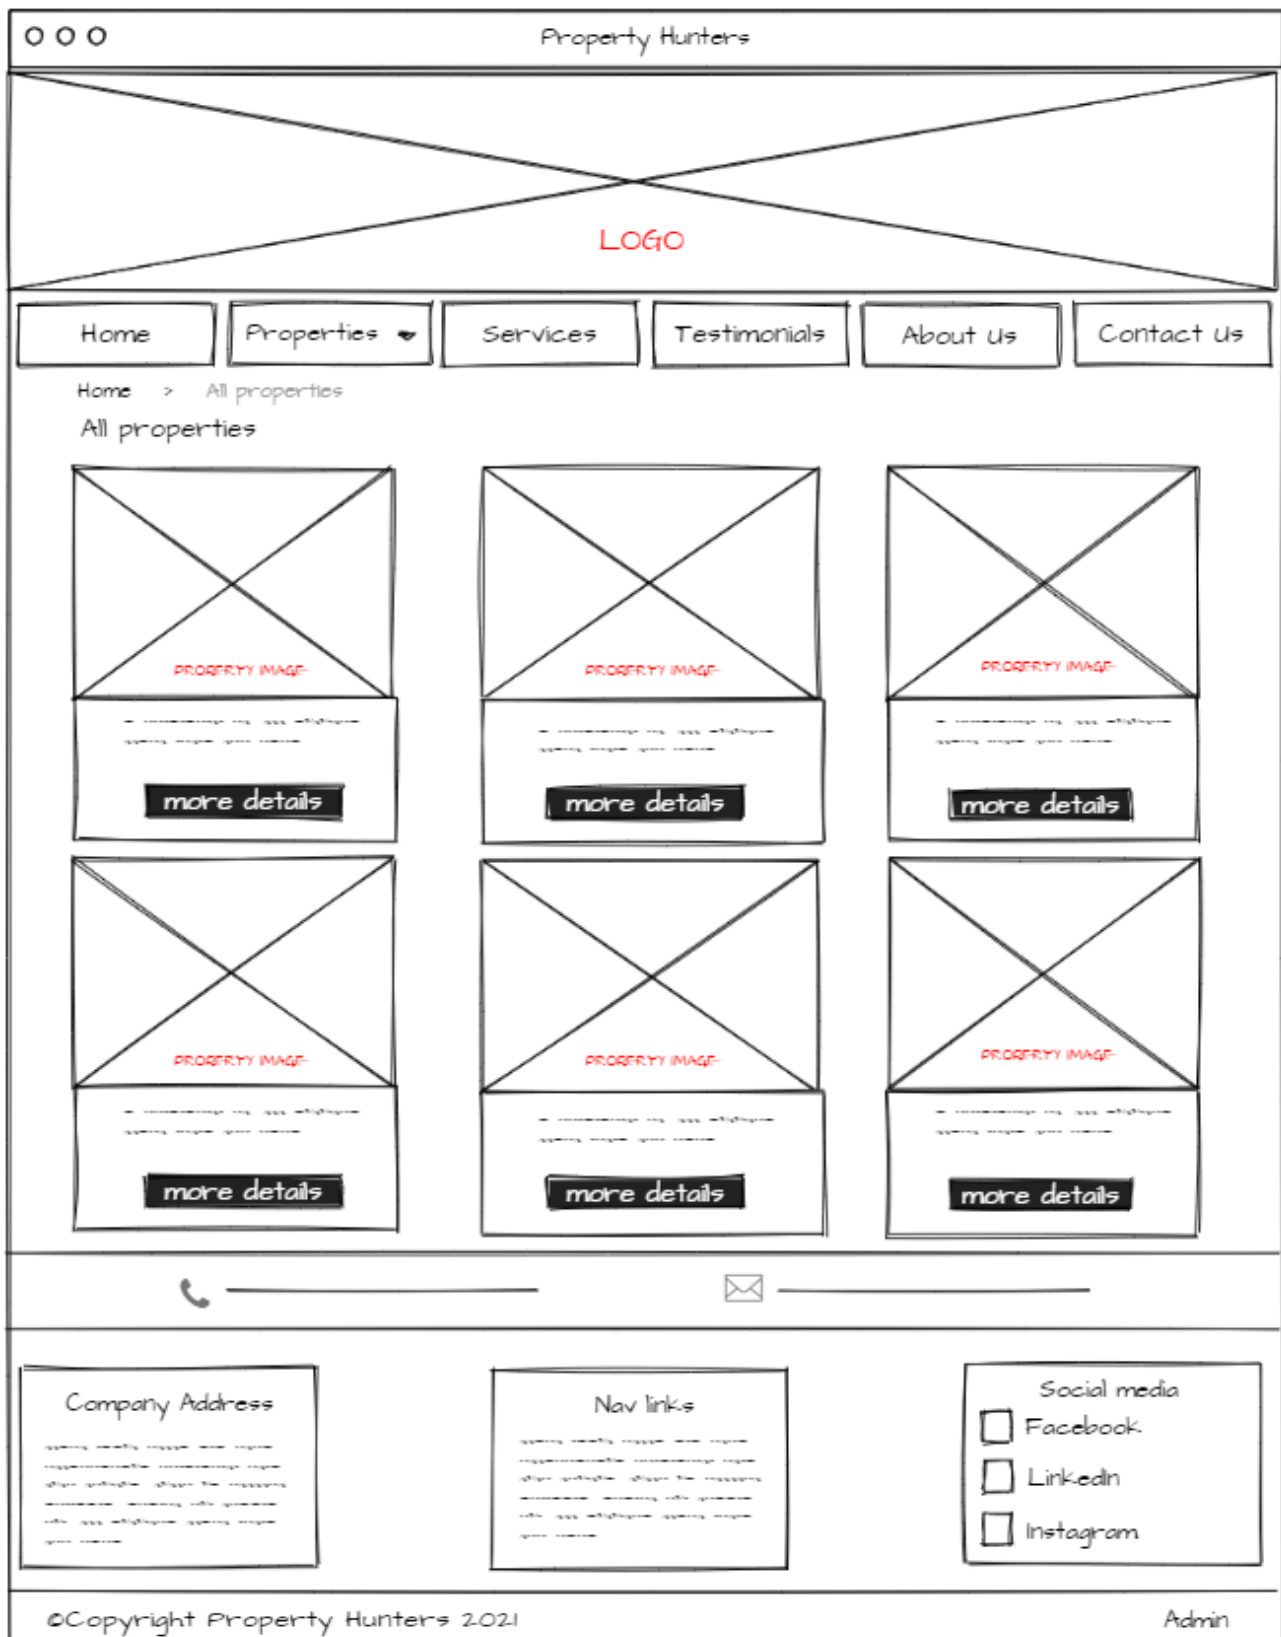 Property Hunters
LOGO
Home Properties Services Testimonials About Us Contact Us
Home > All properties
All properties
PROPERTY IMAGE PROPERTY IMAGE PROPERTY IMAGE
more details more details more details
PROPERTY IMAGE PROPERTY IMAGE PROPERTY IMAGE
more details more details more details
Company Address
Nav links
Social media
Facebook
LinkedIn
Instagram
©Copyright Property Hunters 2021 Admin